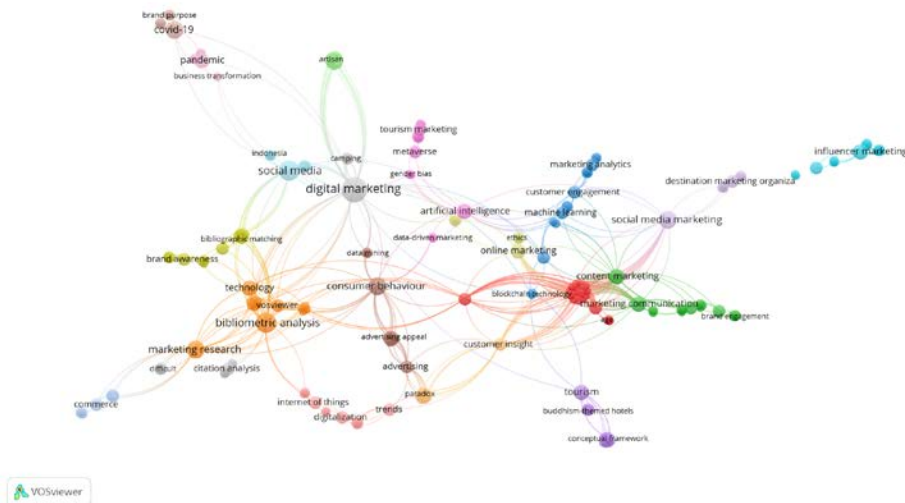 brand purpose
covid-19
pandemic
business transformation
artisan
tourism marketing
metaverse
gender bias
indonesia
camping
social media
digital marketing
marketing analytics
customer engagement
machine learning
influencer marketing
destination marketing organiza
social media marketing
artificial intelligence
data-driven marketing
ethics
online marketing
bibliographic matching
brand awareness
data mining
consumer behaviour
technology
vosviewer
bibliometric analysis
content marketing
blockchain technology
marketing communication
brand engagement
advertising appeal
customer insight
marketing research
difficult
citation analysis
advertising
paradox
tourism
commerce
internet of things
digitalization
trends
buddhism-themed hotels
conceptual framework
VOSviewer